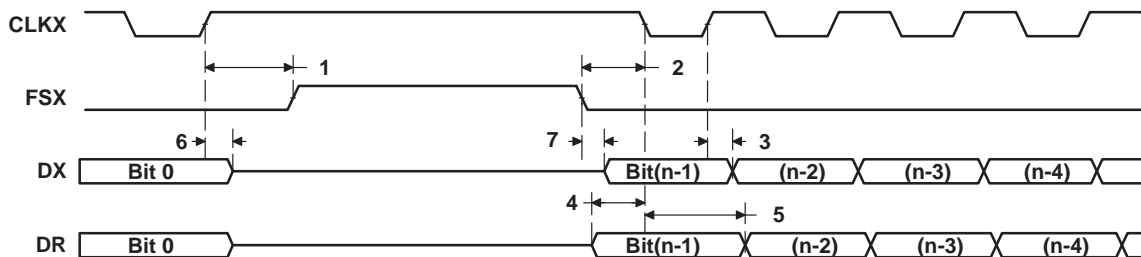 CLKX
1 2
FSX
6 7 3
DX Bit 0 Bit(n-1) (n-2) (n-3) (n-4)
4 5
DR Bit 0 Bit(n-1) (n-2) (n-3) (n-4)